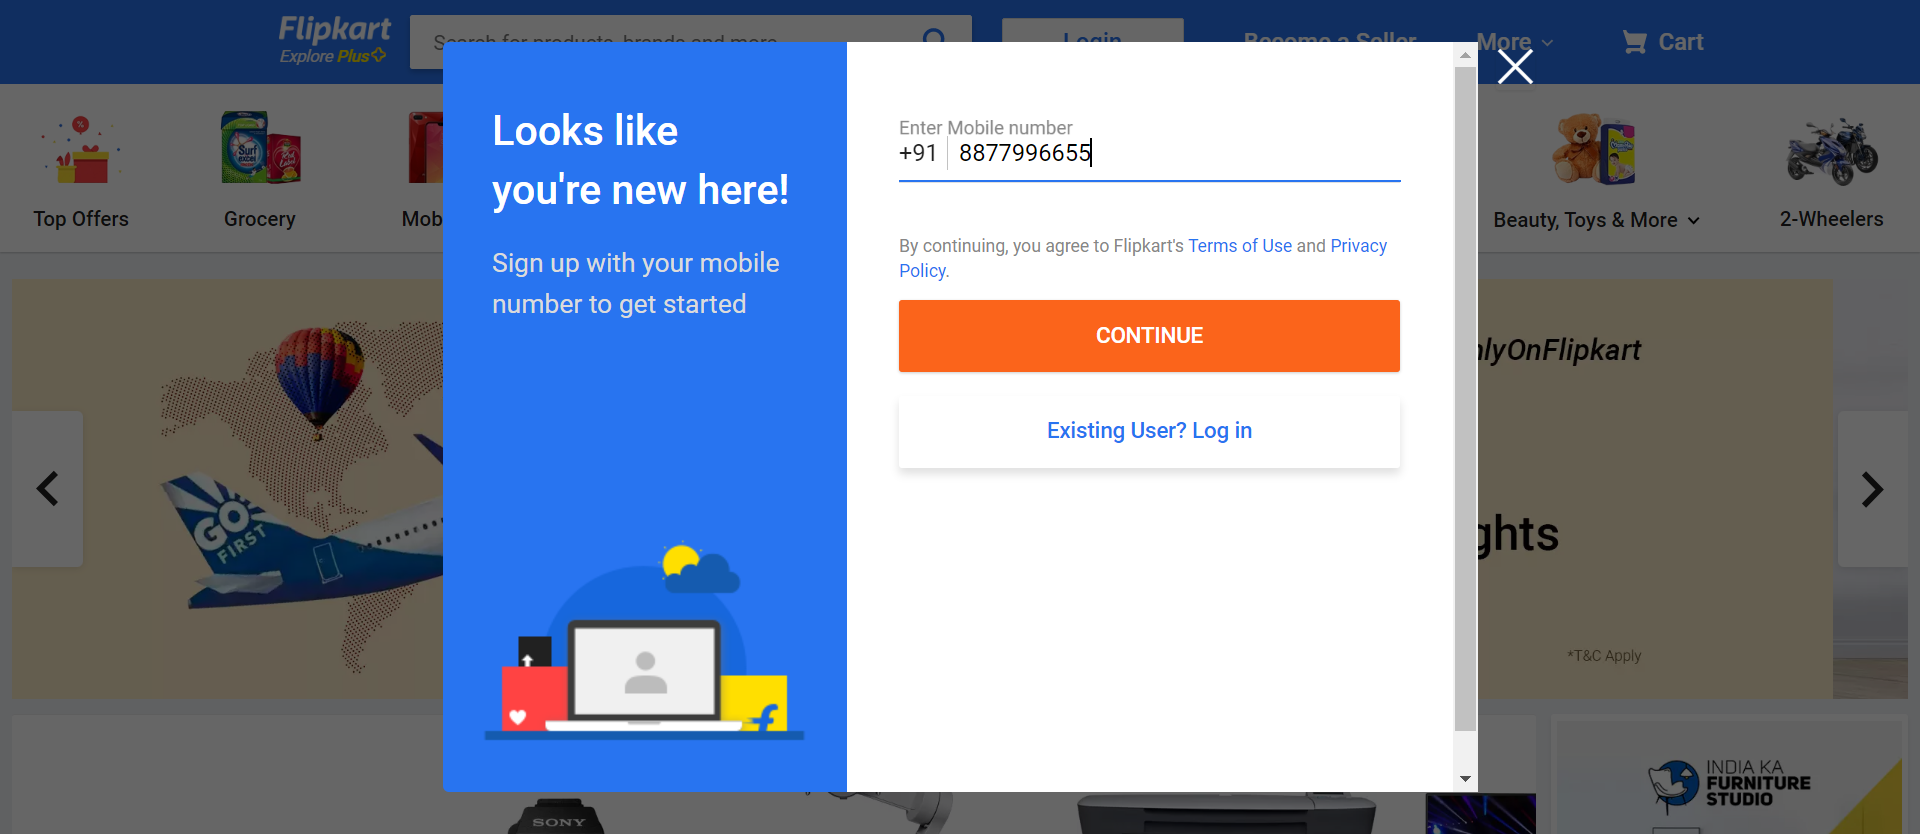 Flipkart
Explore Plus
Search for products, brands and more
Login
Become a Seller
More
Cart
Top Offers
Grocery
Mob
Beauty, Toys & More
2-Wheelers
Looks like
you're new here!
Sign up with your mobile
number to get started
Enter Mobile number
+91 8877996655
By continuing, you agree to Flipkart's Terms of Use and Privacy
Policy.
CONTINUE
Existing User? Log in
Surf
excel
GO
FIRST
nlyOnFlipkart
ghts
*T&C Apply
INDIA KA
FURNITURE
STUDIO
SONY